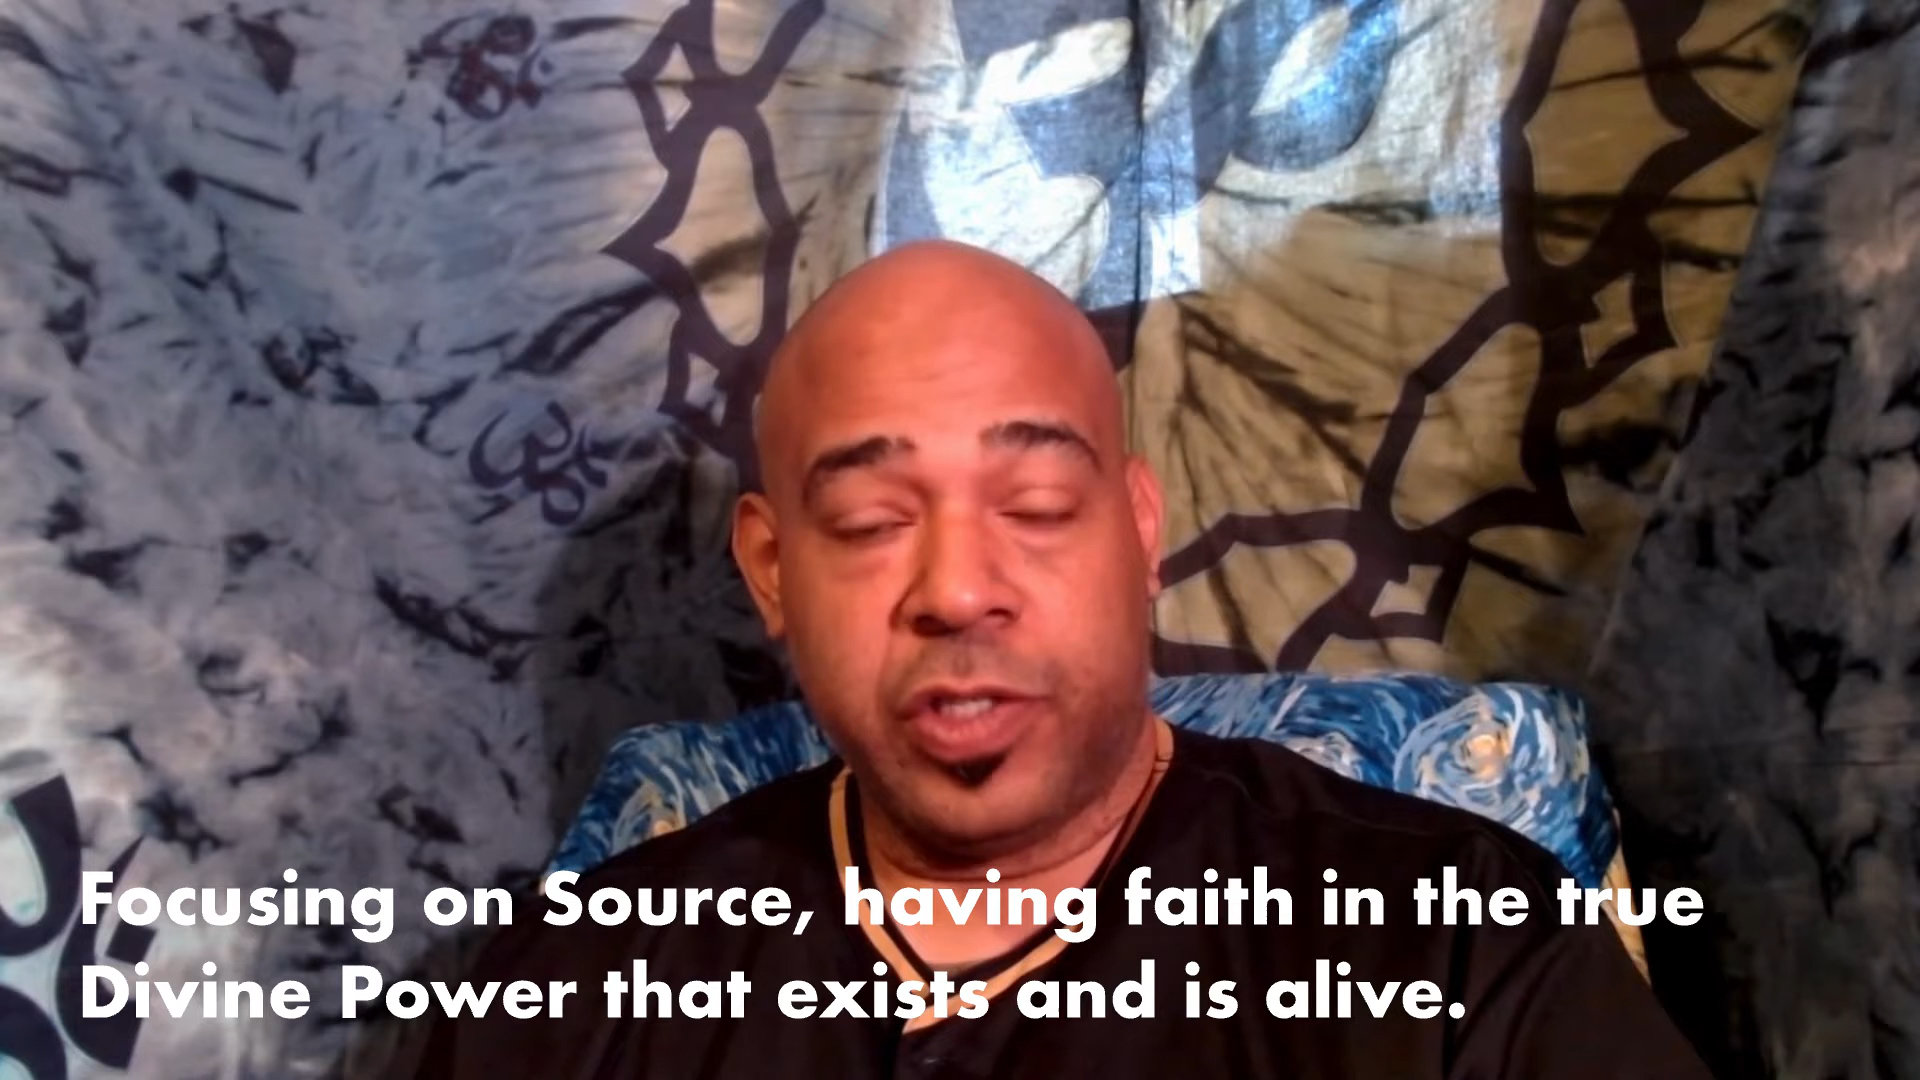 Focusing on Source, having faith in the true
Divine Power that exists and is alive.